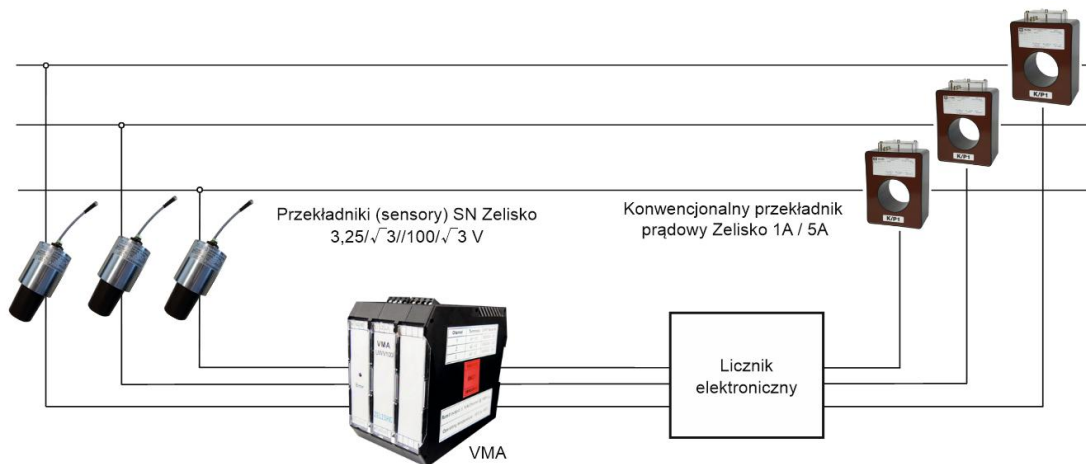 K/P1
K/P1
K/P1
Przekładniki (sensory) SN Zelisko
3,25/√3//100/√3 V
Konwencjonalny przekładnik
prądowy Zelisko 1A / 5A
VMA
Licznik
elektroniczny
VMA